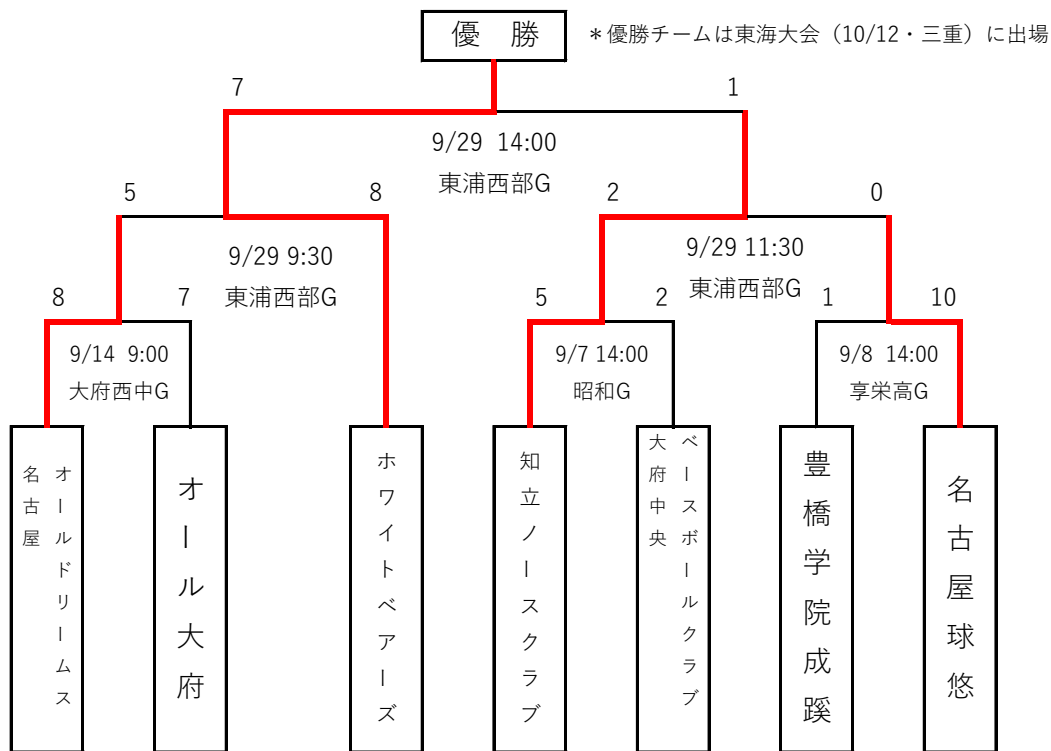 優　勝
＊優勝チームは東海大会（10/12・三重）に出場
7
1
9/29 14:00
東浦西部G
5
8
2
0
9/29 9:30
東浦西部G
9/29 11:30
東浦西部G
8
7
5
2
1
10
9/14 9:00
大府西中G
9/7 14:00
昭和G
9/8 14:00
享栄高G
名古屋
オールドリームス
オール大府
ホワイトベアーズ
知立ノースクラブ
大府中央
ベースボールクラブ
豊橋学院成蹊
名古屋球悠